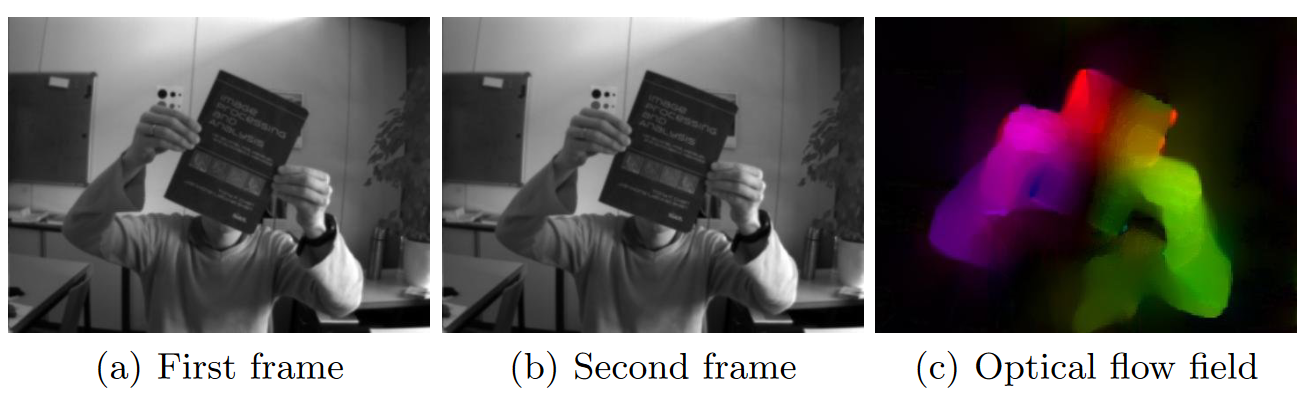 image
processing
and
Analysis
image
processing
and
Analysis
(a) First frame
(b) Second frame
(c) Optical flow field